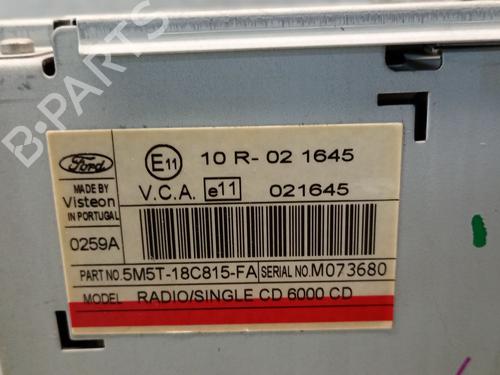 B-PARTS
Ford
E11 10 R- 02 1645
MADE BY
Visteon
IN PORTUGAL
V.C.A. e11 021645
0259A
PART NO. 5M5T-18C815-FA SERIAL NO. M073680
MODEL RADIO/SINGLE CD 6000 CD